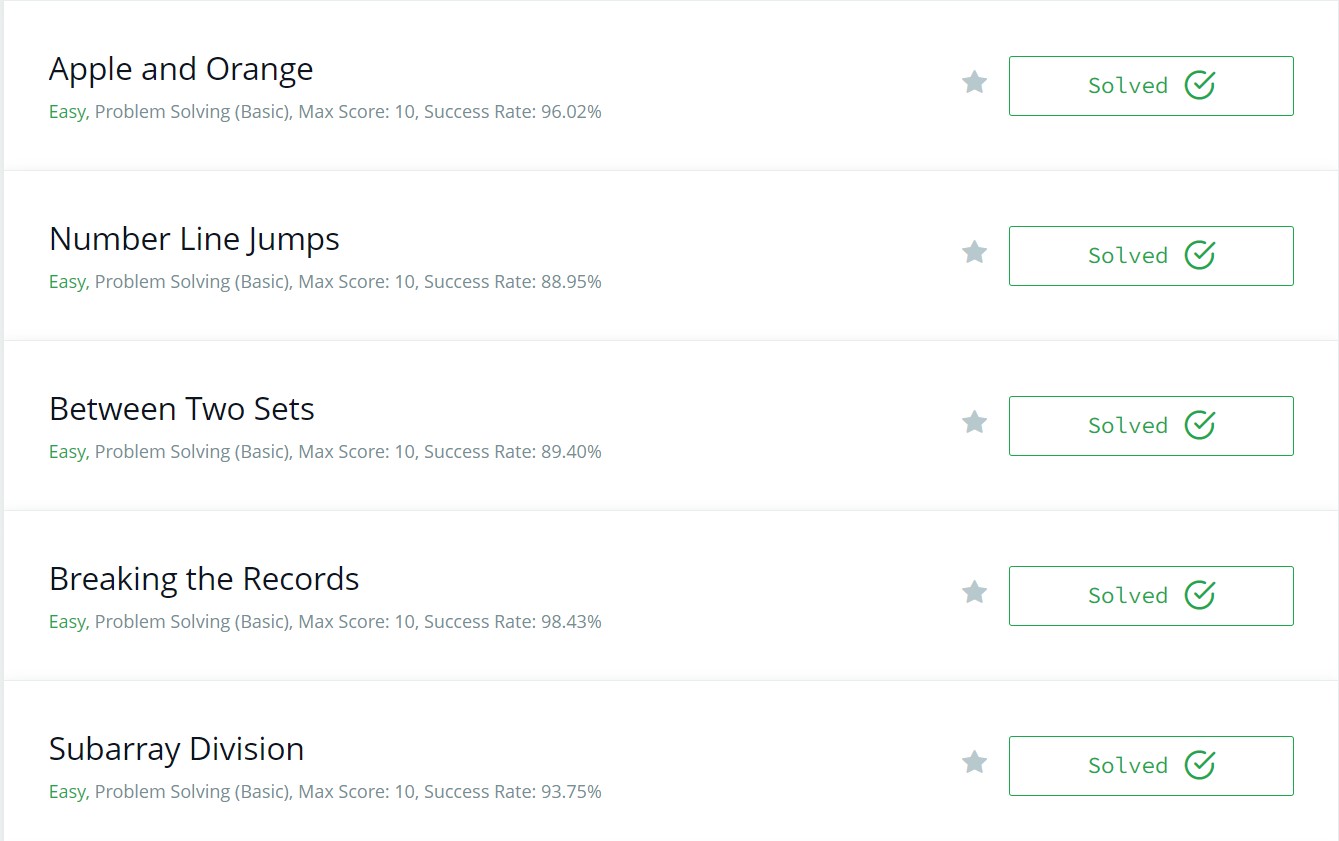 Apple and Orange
Easy, Problem Solving (Basic), Max Score: 10, Success Rate: 96.02%
Solved
Number Line Jumps
Easy, Problem Solving (Basic), Max Score: 10, Success Rate: 88.95%
Solved
Between Two Sets
Easy, Problem Solving (Basic), Max Score: 10, Success Rate: 89.40%
Solved
Breaking the Records
Easy, Problem Solving (Basic), Max Score: 10, Success Rate: 98.43%
Solved
Subarray Division
Easy, Problem Solving (Basic), Max Score: 10, Success Rate: 93.75%
Solved